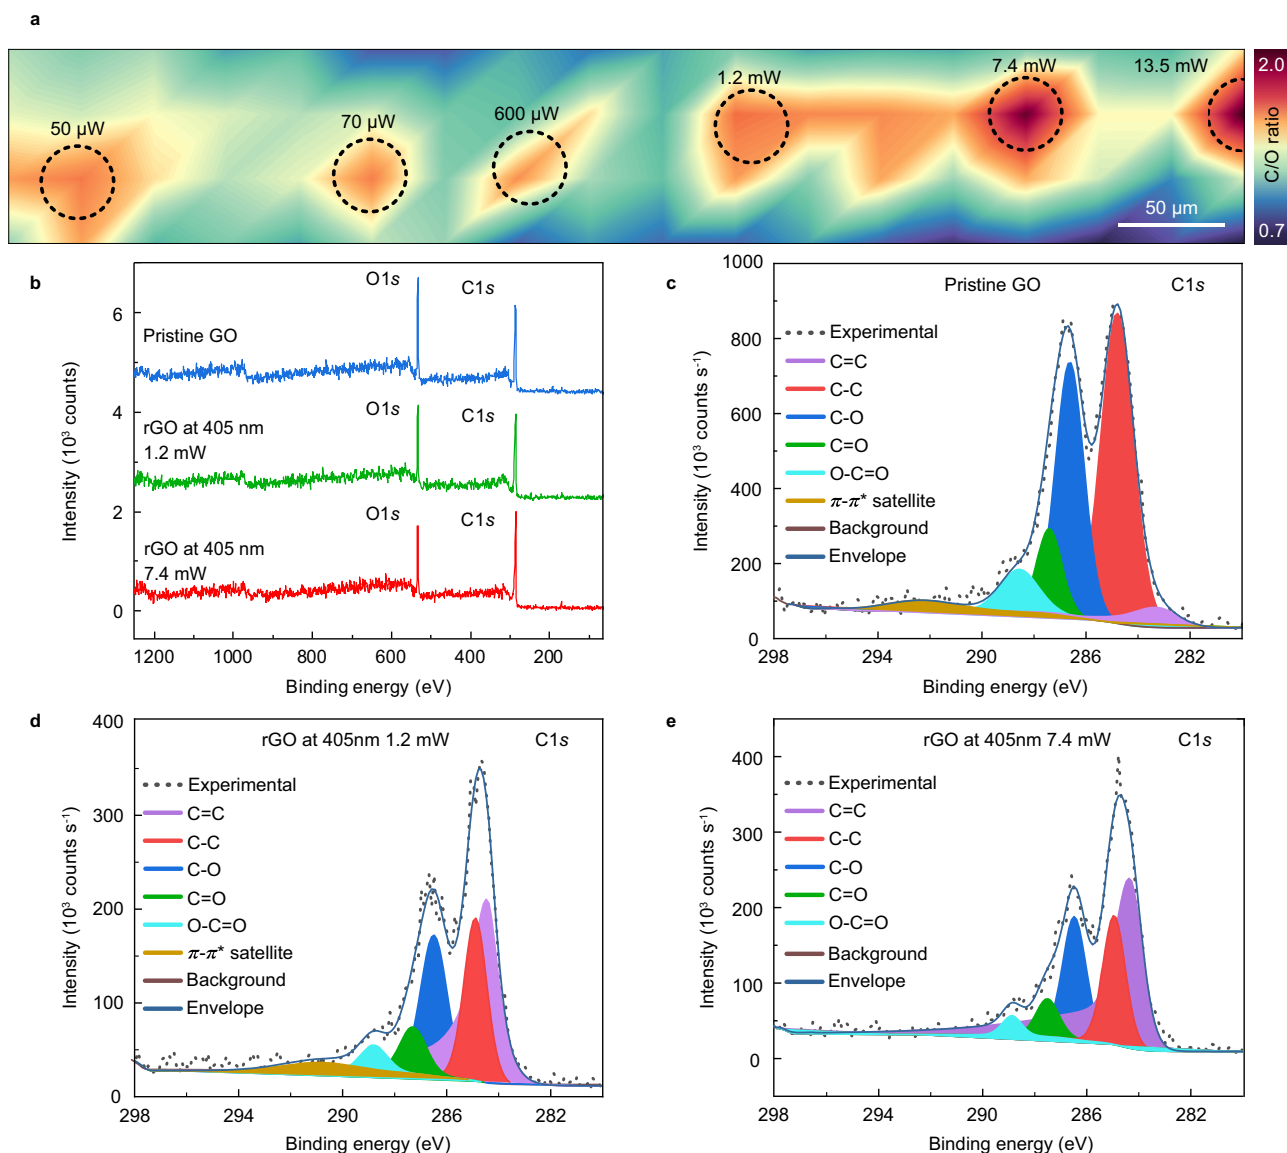 a
50 µW
70 µW
600 µW
1.2 mW
7.4 mW
13.5 mW
50 µm
2.0
C/O ratio
0.7
b
O1s
C1s
Pristine GO
O1s
C1s
rGO at 405 nm
1.2 mW
O1s
C1s
rGO at 405 nm
7.4 mW
6
4
2
0
Intensity (10³ counts)
1200
1000
800
600
400
200
Binding energy (eV)
c
Pristine GO
C1s
Experimental
C=C
C-C
C-O
C=O
O-C=O
π-π* satellite
Background
Envelope
1000
800
600
400
200
0
Intensity (10³ counts s⁻¹)
298
294
290
286
282
Binding energy (eV)
d
rGO at 405nm 1.2 mW
C1s
Experimental
C=C
C-C
C-O
C=O
O-C=O
π-π* satellite
Background
Envelope
400
300
200
100
0
Intensity (10³ counts s⁻¹)
298
294
290
286
282
Binding energy (eV)
e
rGO at 405nm 7.4 mW
C1s
Experimental
C=C
C-C
C-O
C=O
O-C=O
Background
Envelope
400
300
200
100
0
Intensity (10³ counts s⁻¹)
298
294
290
286
282
Binding energy (eV)